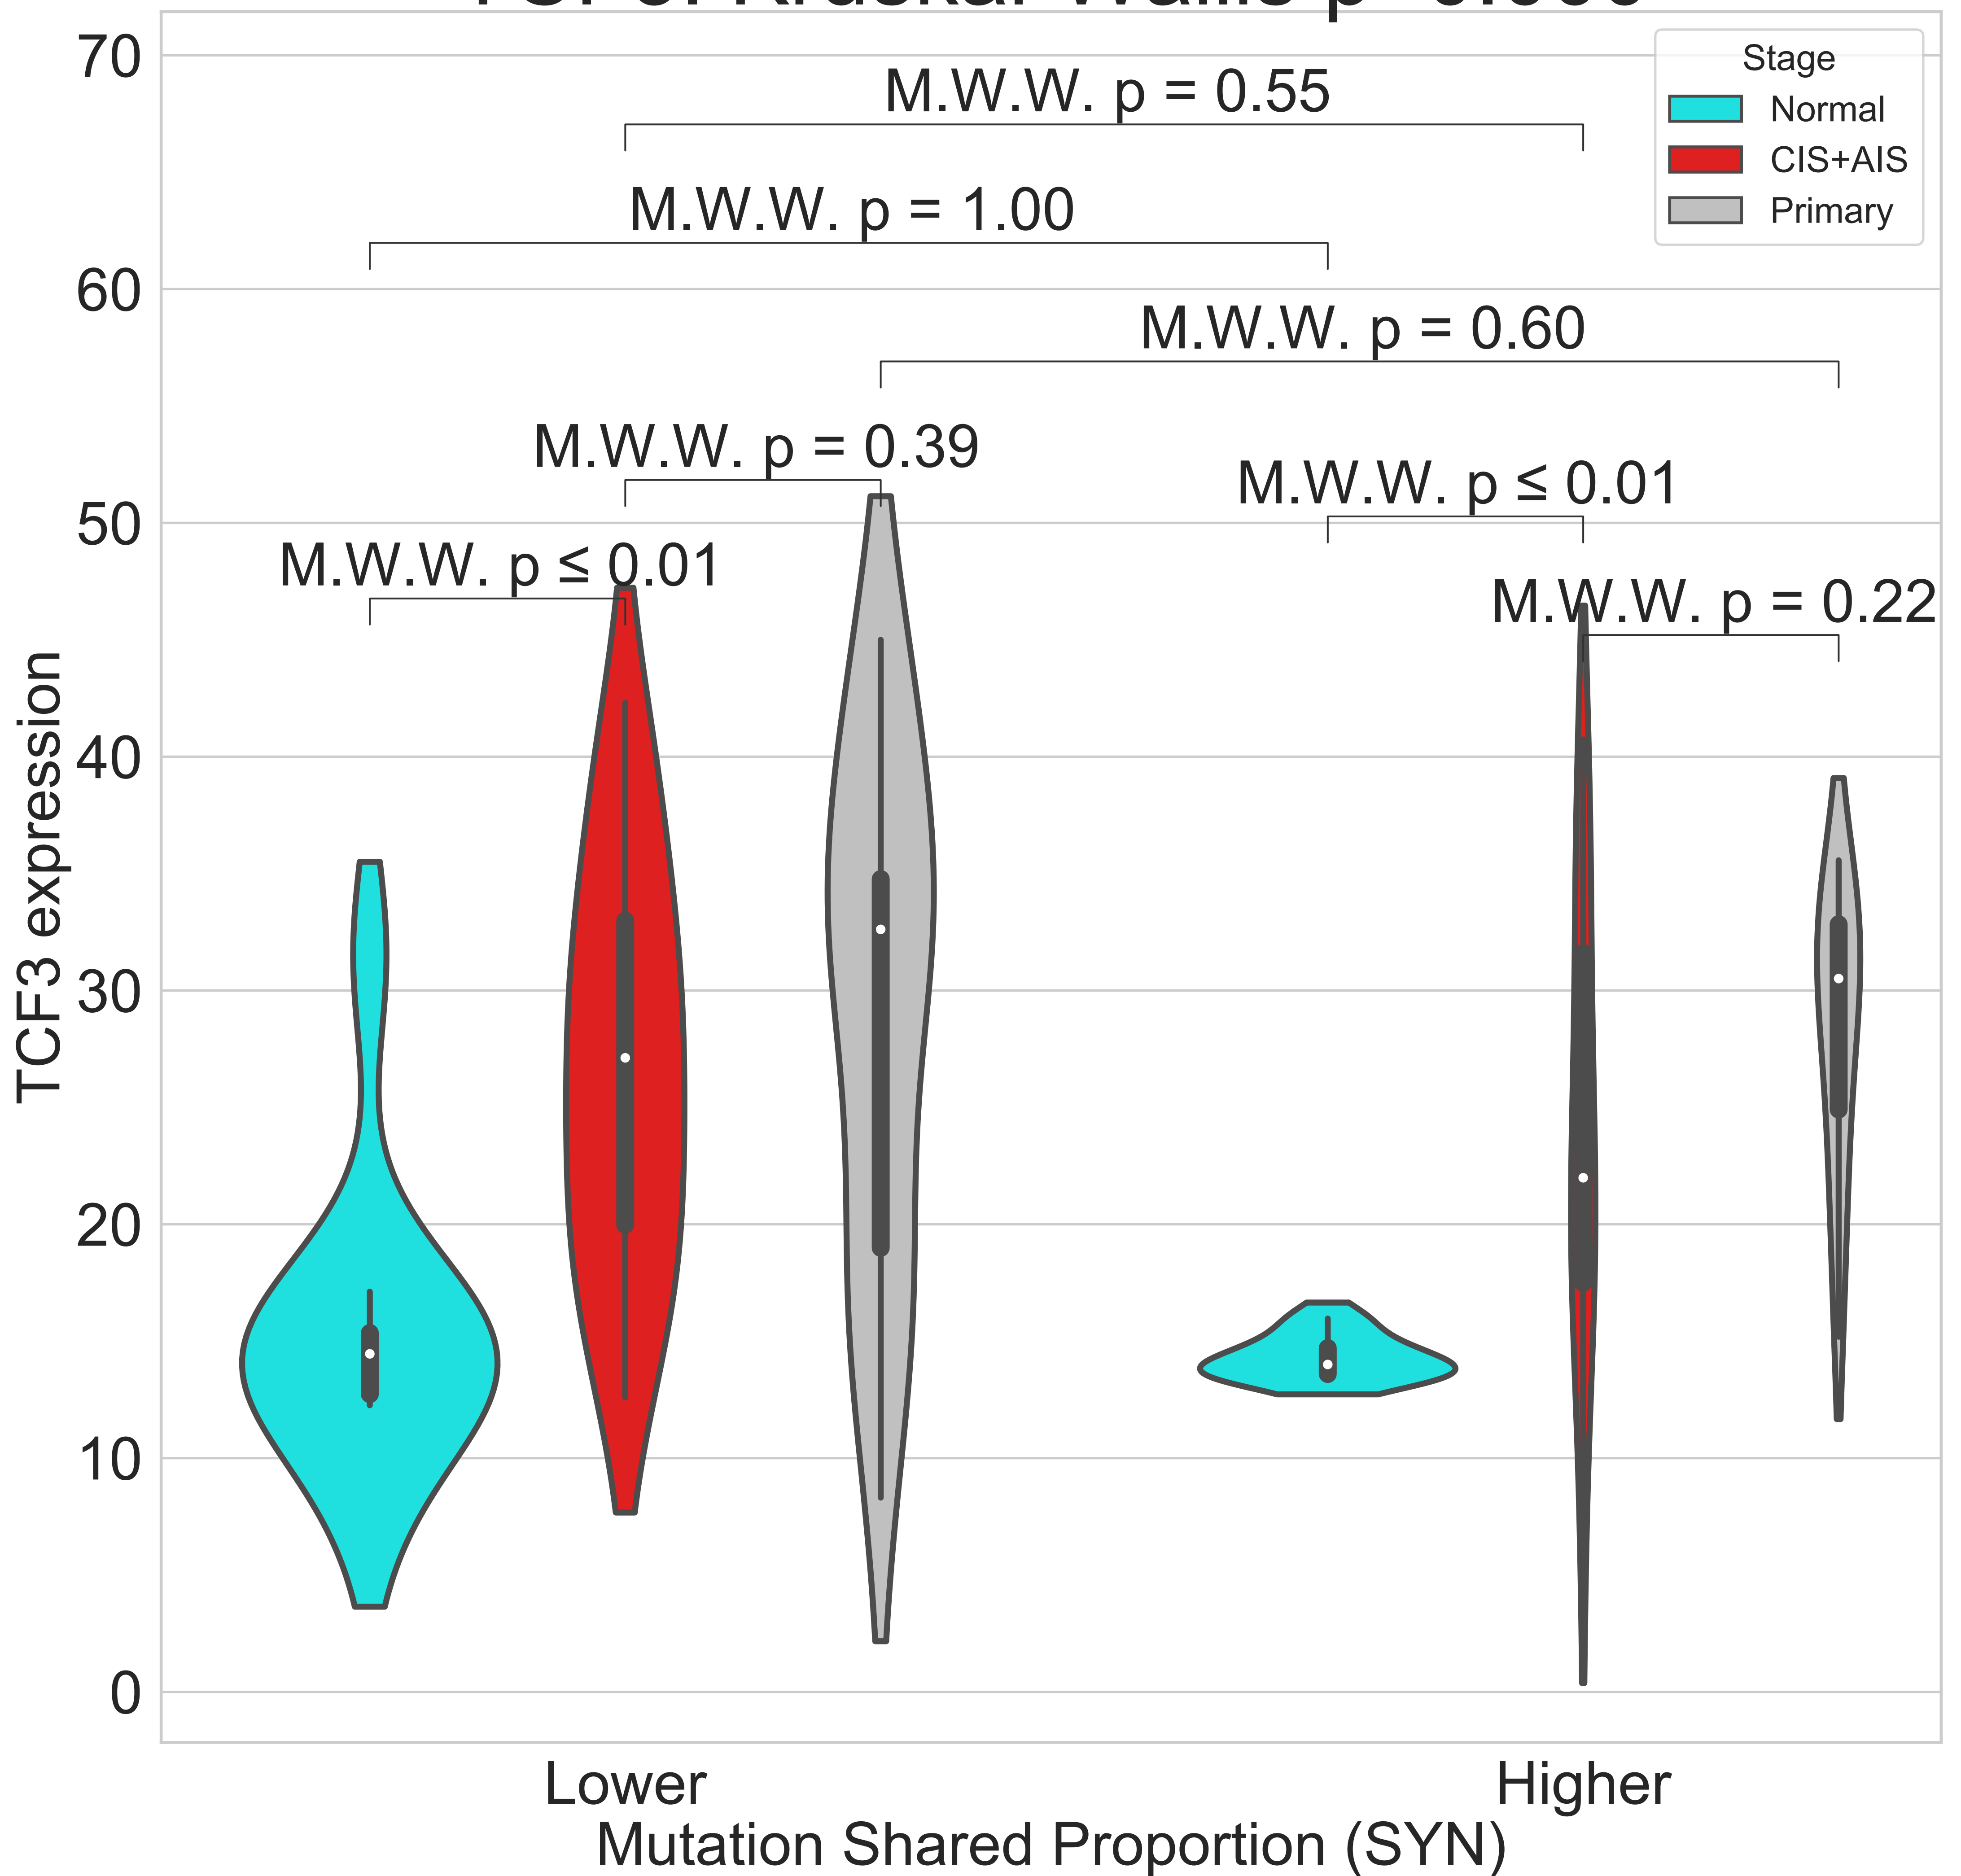 70
M.W.W. p = 0.55
Stage
Normal
CIS+AIS
Primary
M.W.W. p = 1.00
60
M.W.W. p = 0.60
M.W.W. p = 0.39
M.W.W. p ≤ 0.01
50
M.W.W. p ≤ 0.01
M.W.W. p = 0.22
40
30
20
10
0
TCF3 expression
Lower
Higher
Mutation Shared Proportion (SYN)